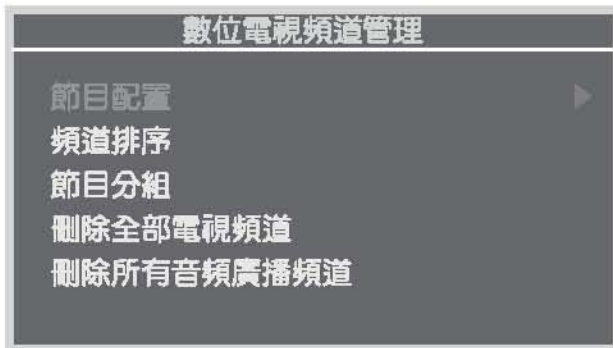 數位電視頻道管理
節目配置
頻道排序
節目分組
刪除全部電視頻道
刪除所有音頻廣播頻道